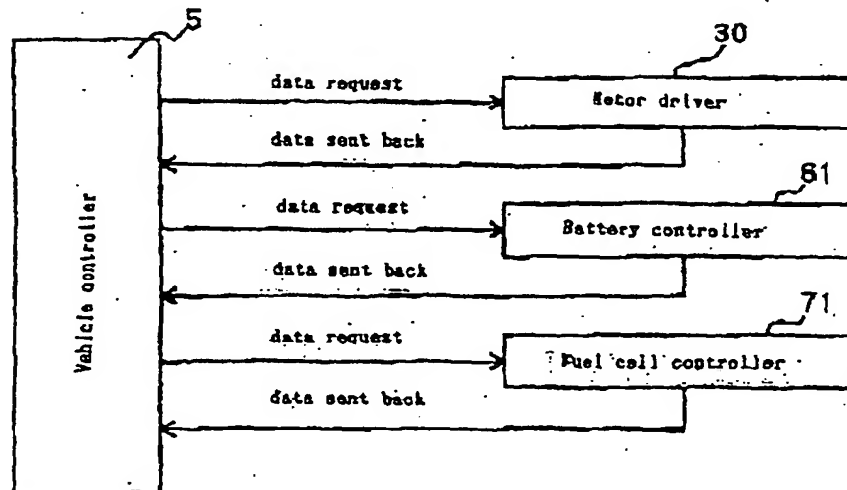 5
30
data request
Motor driver
data sent back
Vehicle controller
61
data request
Battery controller
data sent back
71
data request
Fuel cell controller
data sent back